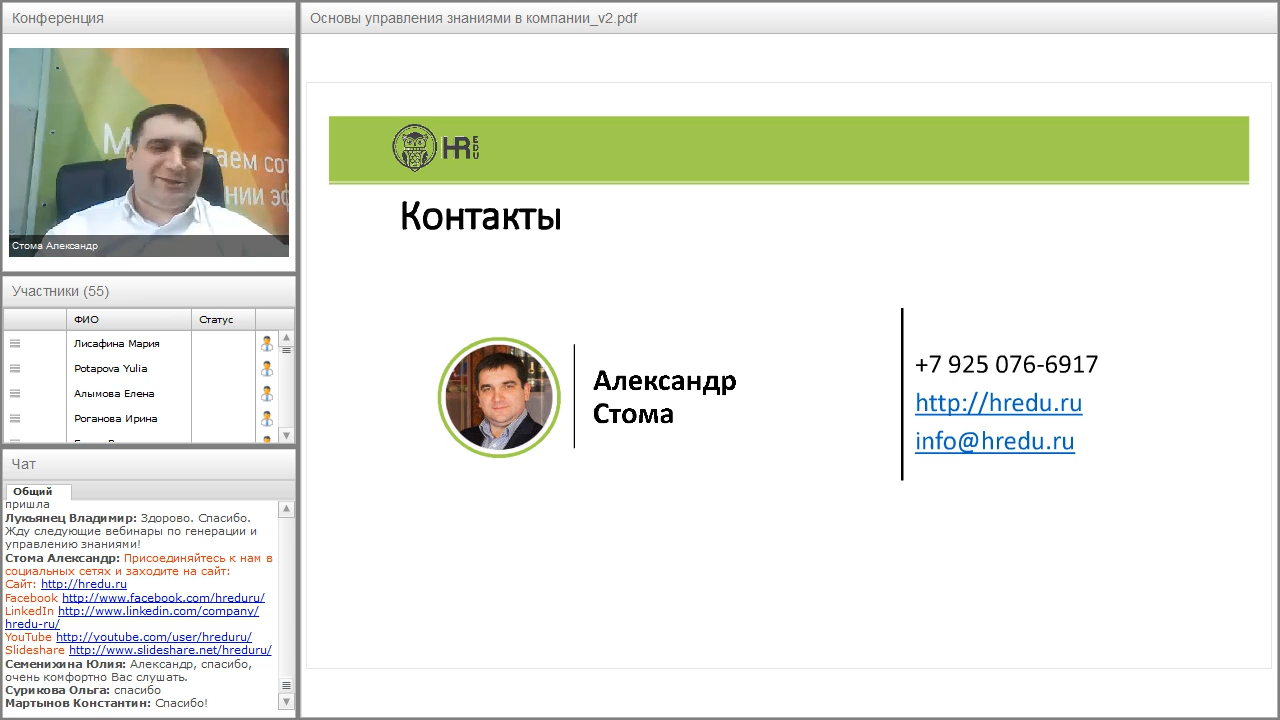 Конференция
Стома Александр
Участники (55)
ФИО
Статус
Лисафина Мария
Potapova Yulia
Алымова Елена
Роганова Ирина
Чат
Общий
пришла
Лукьянец Владимир: Здорово. Спасибо.
Жду следующие вебинары по генерации и
управлению знаниями!
Стома Александр: Присоединяйтесь к нам в
социальных сетях и заходите на сайт:
Сайт: http://hredu.ru
Facebook http://www.facebook.com/hreduru/
LinkedIn http://www.linkedin.com/company/
hredu-ru/
YouTube http://youtube.com/user/hreduru/
Slideshare http://www.slideshare.net/hreduru/
Семенихина Юлия: Александр, спасибо,
очень комфортно Вас слушать.
Сурикова Ольга: спасибо
Мартынов Константин: Спасибо!
Основы управления знаниями в компании_v2.pdf
HR EDU
Контакты
Александр
Стома
+7 925 076-6917
http://hredu.ru
info@hredu.ru